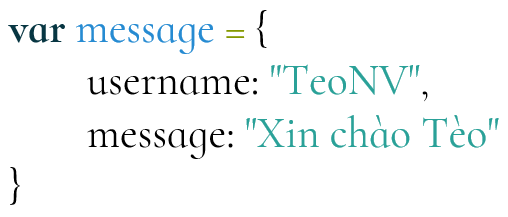 var message = {
username: "TeoNV",
message: "Xin chào Tèo"
}